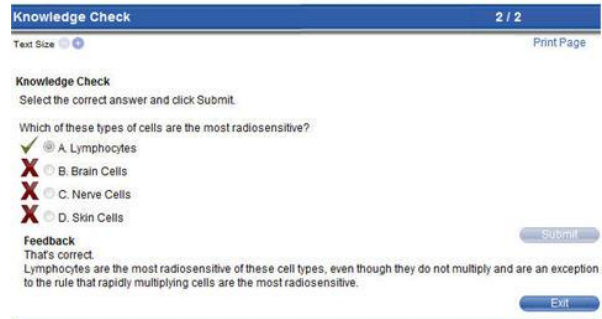 Knowledge Check 2 / 2
Text Size Print Page
Knowledge Check
Select the correct answer and click Submit.
Which of these types of cells are the most radiosensitive?
A. Lymphocytes
B. Brain Cells
C. Nerve Cells
D. Skin Cells
Submit
Feedback
That's correct.
Lymphocytes are the most radiosensitive of these cell types, even though they do not multiply and are an exception
to the rule that rapidly multiplying cells are the most radiosensitive.
Exit